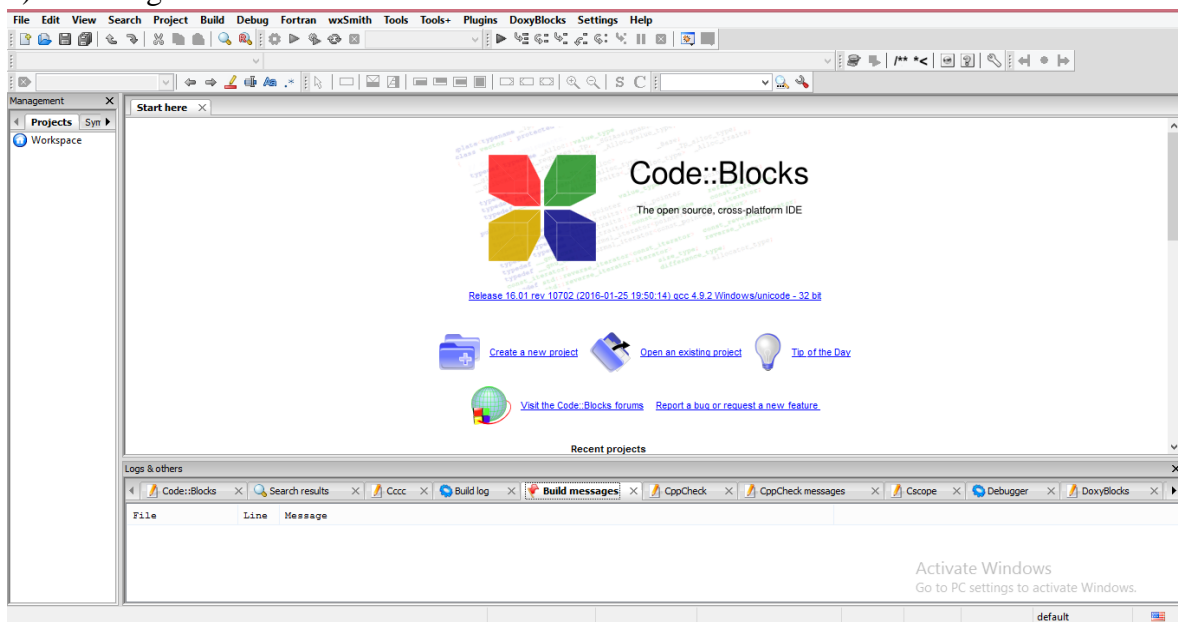 File Edit View Search Project Build Debug Fortran wxSmith Tools Tools+ Plugins DoxyBlocks Settings Help
/** *<
S C
Management
Projects
Workspace
Start here
Code::Blocks
The open source, cross-platform IDE
Release 16.01 rev 10702 (2016-01-25 19:50:14) gcc 4.9.2 Windows/unicode - 32 bit
Create a new project Open an existing project Tip of the Day
Visit the Code::Blocks forums Report a bug or request a new feature
Recent projects
Logs & others
Code::Blocks Search results Cccc Build log Build messages CppCheck CppCheck messages Cscope Debugger DoxyBlocks
File Line Message
Activate Windows
Go to PC settings to activate Windows.
default